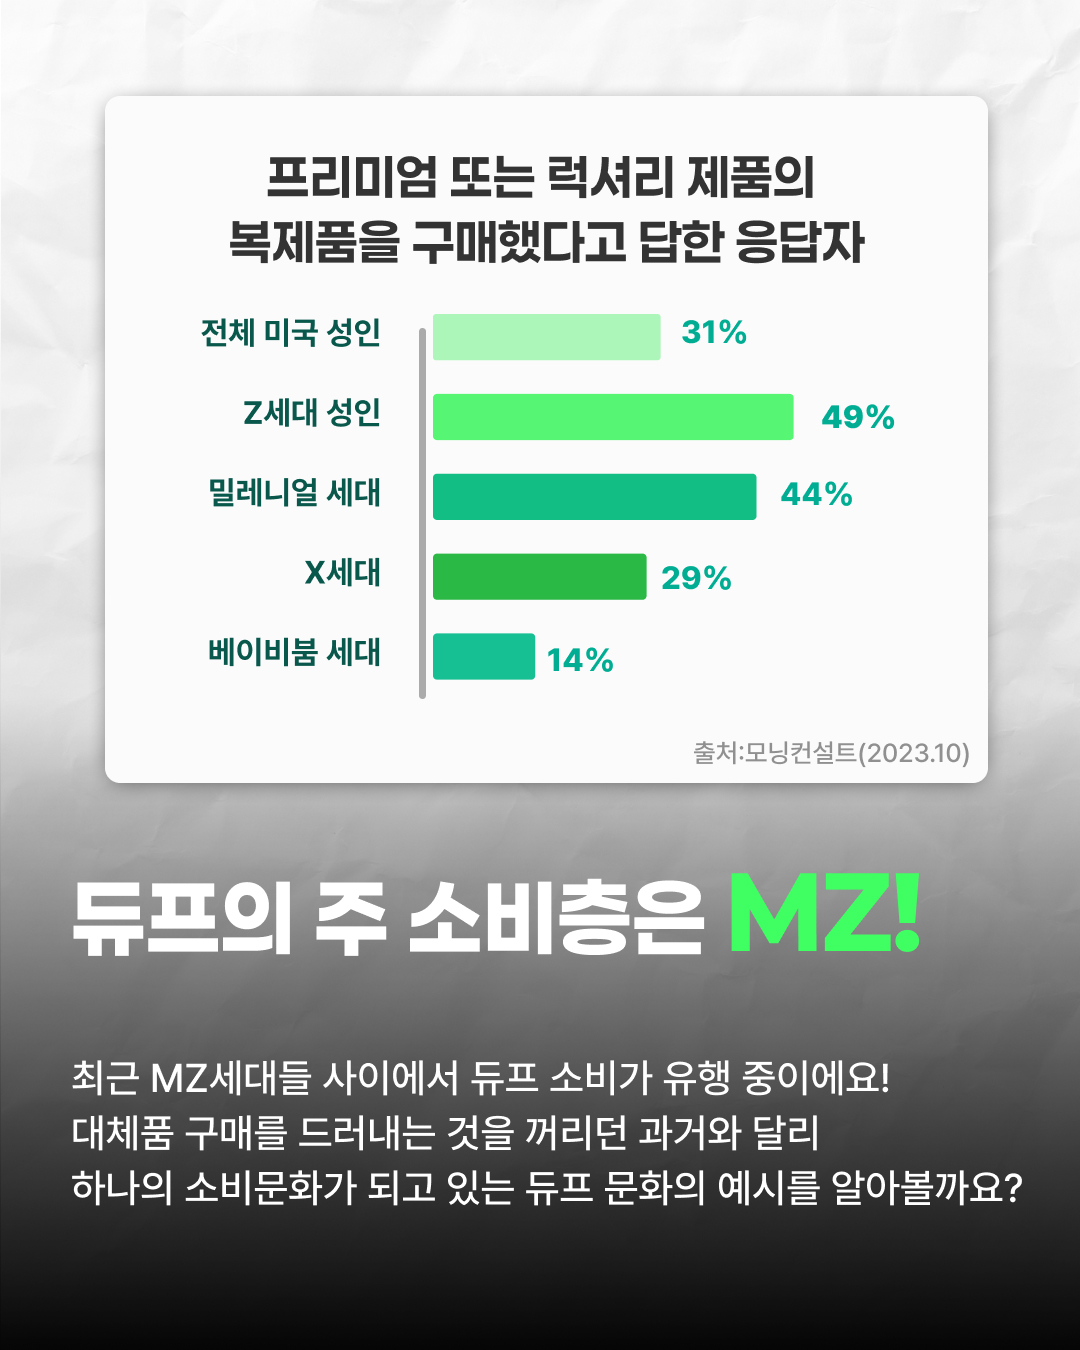 프리미엄 또는 럭셔리 제품의
복제품을 구매했다고 답한 응답자
전체 미국 성인 31%
Z세대 성인 49%
밀레니얼 세대 44%
X세대 29%
베이비붐 세대 14%
출처:모닝컨설트(2023.10)
듀프의 주 소비층은 MZ!
최근 MZ세대들 사이에서 듀프 소비가 유행 중이에요!
대체품 구매를 드러내는 것을 꺼리던 과거와 달리
하나의 소비문화가 되고 있는 듀프 문화의 예시를 알아볼까요?